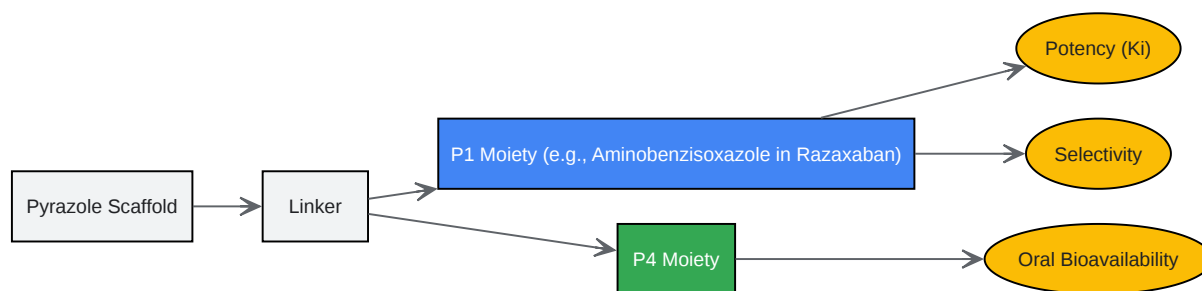 Pyrazole Scaffold
Linker
P1 Moiety (e.g., Aminobenzisoxazole in Razaxaban)
P4 Moiety
Potency (Ki)
Selectivity
Oral Bioavailability